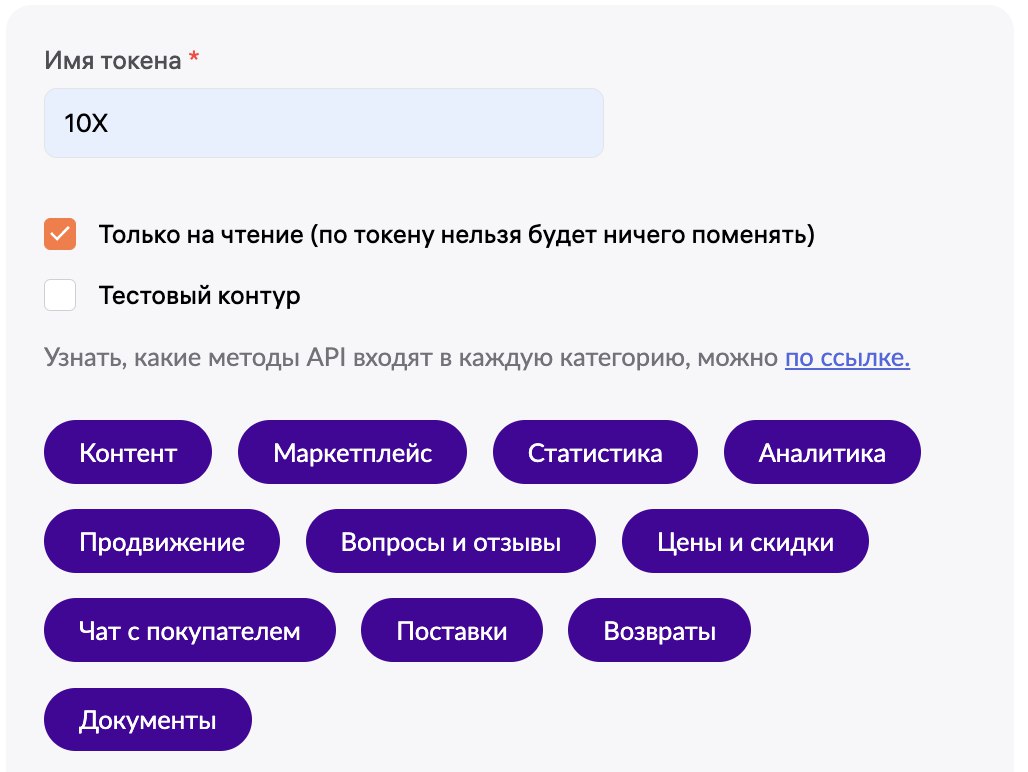 Имя токена *
10X
Только на чтение (по токену нельзя будет ничего поменять)
Тестовый контур
Узнать, какие методы API входят в каждую категорию, можно по ссылке.
Контент Маркетплейс Статистика Аналитика
Продвижение Вопросы и отзывы Цены и скидки
Чат с покупателем Поставки Возвраты
Документы